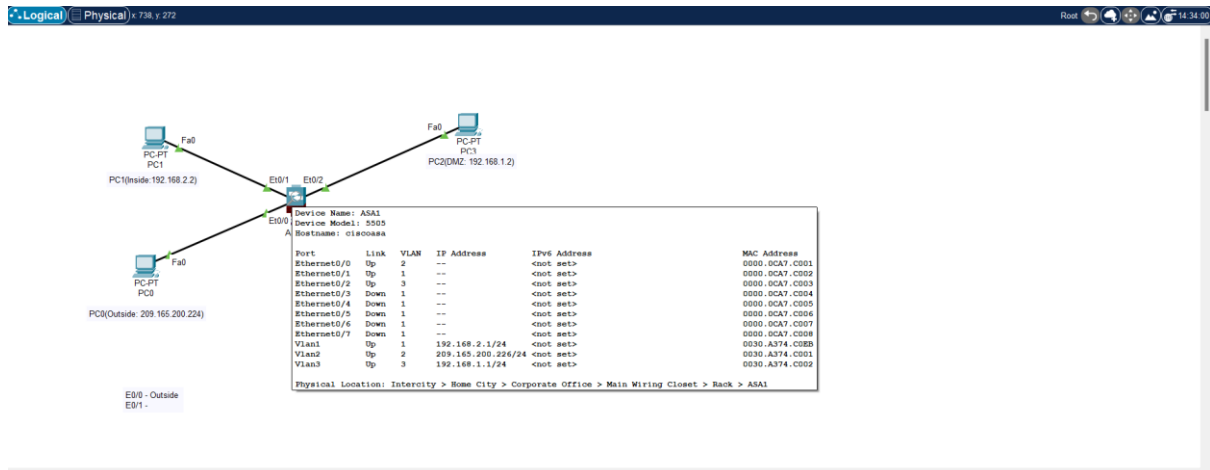 Logical Physical x: 738, y: 272 Root 14:34:00
Fa0
PC-PT
PC1
PC1(Inside:192.168.2.2)
Fa0
PC-PT
PC3
PC2(DMZ: 192.168.1.2)
Et0/1 Et0/2
Et0/0
A
Fa0
PC-PT
PC0
PC0(Outside: 209.165.200.224)
Device Name: ASA1
Device Model: 5505
Hostname: ciscoasa
Port Link VLAN IP Address IPv6 Address MAC Address
Ethernet0/0 Up 2 -- <not set> 0000.0CA7.C001
Ethernet0/1 Up 1 -- <not set> 0000.0CA7.C002
Ethernet0/2 Up 3 -- <not set> 0000.0CA7.C003
Ethernet0/3 Down 1 -- <not set> 0000.0CA7.C004
Ethernet0/4 Down 1 -- <not set> 0000.0CA7.C005
Ethernet0/5 Down 1 -- <not set> 0000.0CA7.C006
Ethernet0/6 Down 1 -- <not set> 0000.0CA7.C007
Ethernet0/7 Down 1 -- <not set> 0000.0CA7.C008
Vlan1 Up 1 192.168.2.1/24 <not set> 0030.A374.C0EB
Vlan2 Up 2 209.165.200.226/24 <not set> 0030.A374.C001
Vlan3 Up 3 192.168.1.1/24 <not set> 0030.A374.C002
Physical Location: Intercity > Home City > Corporate Office > Main Wiring Closet > Rack > ASA1
E0/0 - Outside
E0/1 -